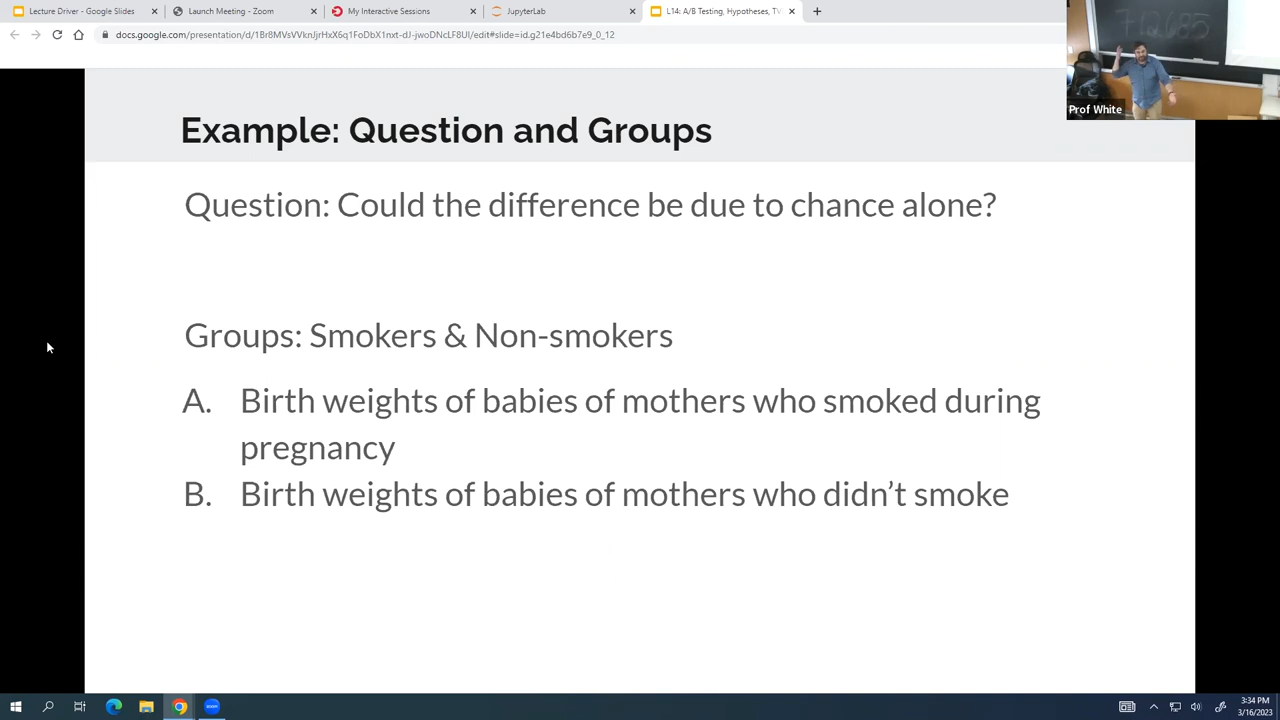 Lecture Driver - Google Slides
Launch Meeting - Zoom
My Interactive Sessions
JupyterLab
L14: A/B Testing, Hypotheses, TV
docs.google.com/presentation/d/1Br8MVsVVknJjrHxX6q1FoDbX1nxt-dJ-jwoDNcLF8UI/edit#slide=id.g21e4bd6b7e9_0_12
712685
Prof White
Example: Question and Groups
Question: Could the difference be due to chance alone?
Groups: Smokers & Non-smokers
A. Birth weights of babies of mothers who smoked during
pregnancy
B. Birth weights of babies of mothers who didn't smoke
zoom
3:34 PM
3/16/2023